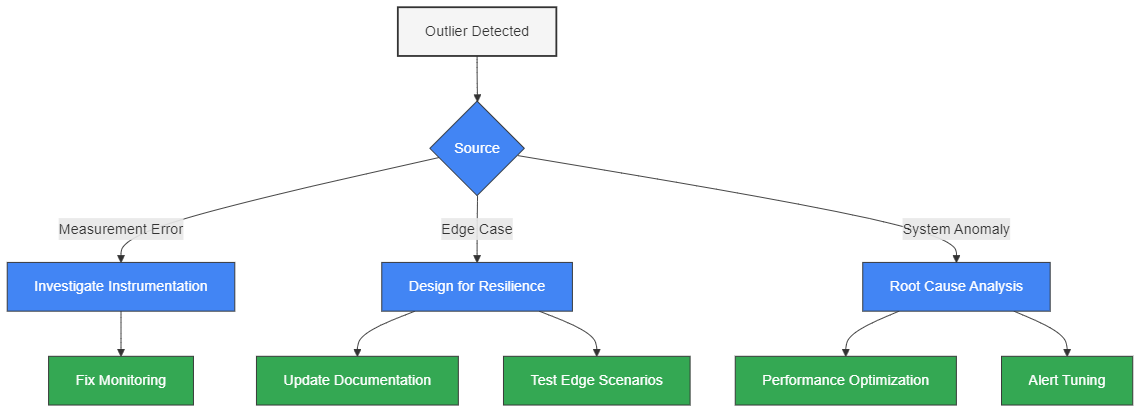 Outlier Detected
Source
Measurement Error
Edge Case
System Anomaly
Investigate Instrumentation
Design for Resilience
Root Cause Analysis
Fix Monitoring
Update Documentation
Test Edge Scenarios
Performance Optimization
Alert Tuning